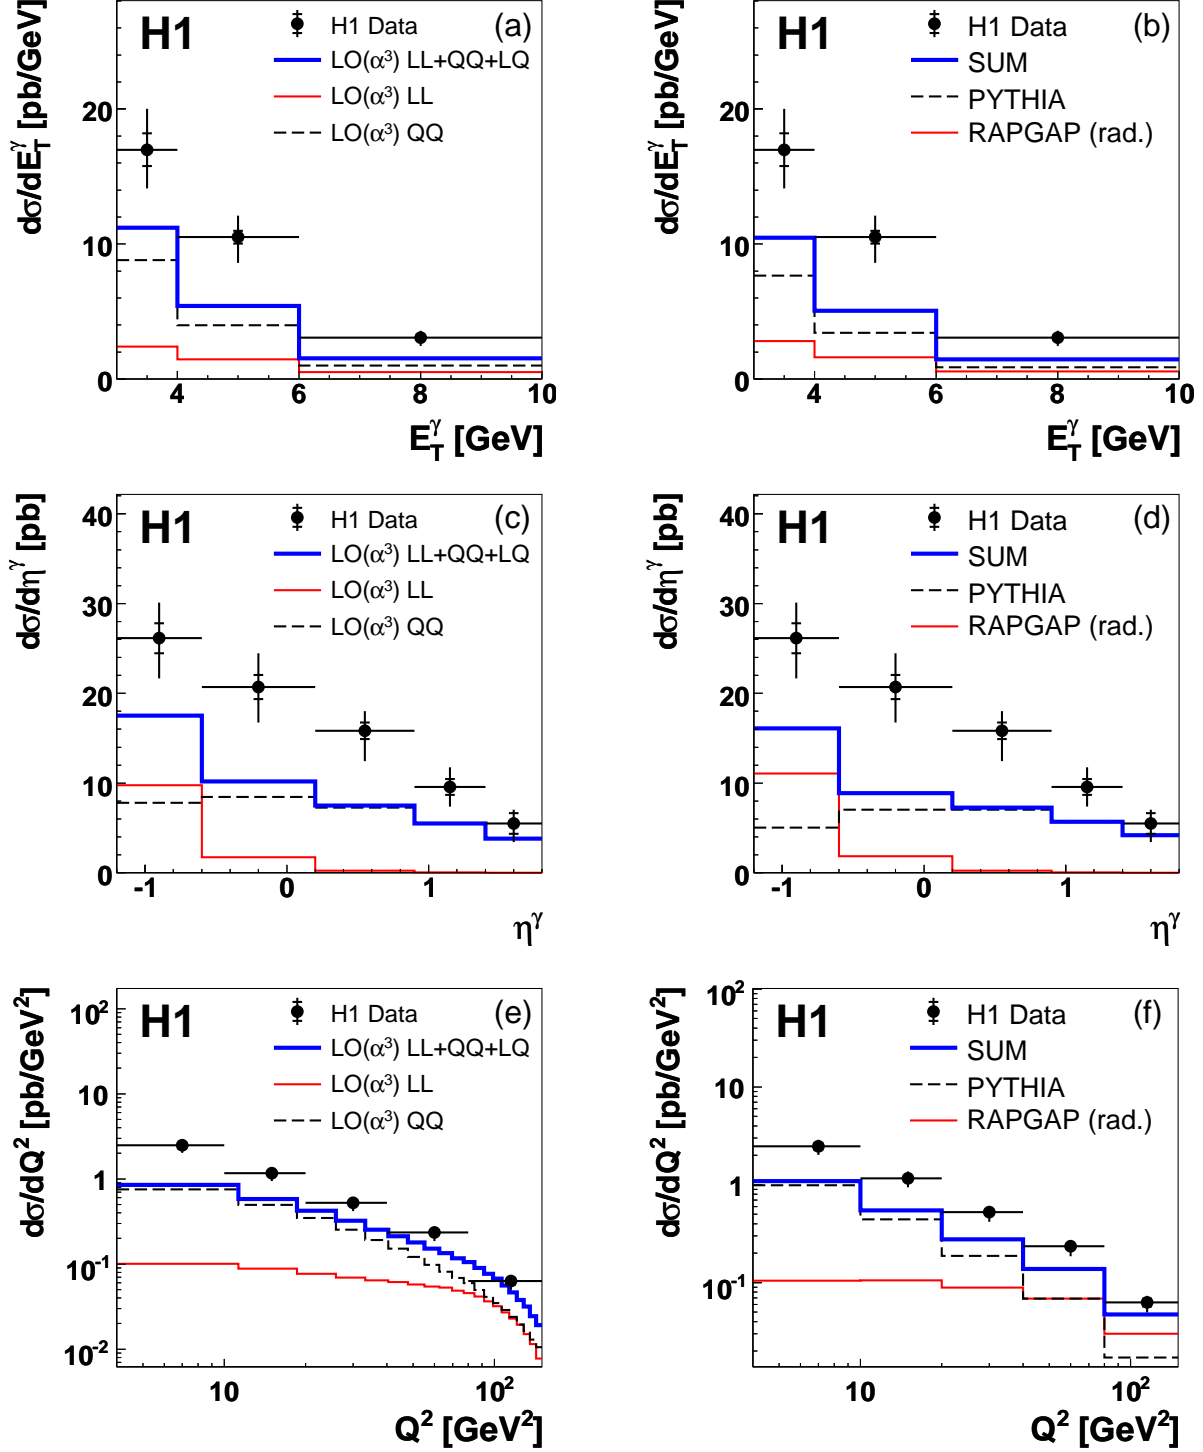 H1
(a)
H1 Data
LO(α³) LL+QQ+LQ
LO(α³) LL
LO(α³) QQ
dσ/dE_T^γ [pb/GeV]
20
10
0
4 6 8 10
E_T^γ [GeV]
H1
(b)
H1 Data
SUM
PYTHIA
RAPGAP (rad.)
dσ/dE_T^γ [pb/GeV]
20
10
0
4 6 8 10
E_T^γ [GeV]
H1
(c)
H1 Data
LO(α³) LL+QQ+LQ
LO(α³) LL
LO(α³) QQ
dσ/dη^γ [pb]
40
30
20
10
0
-1 0 1
η^γ
H1
(d)
H1 Data
SUM
PYTHIA
RAPGAP (rad.)
dσ/dη^γ [pb]
40
30
20
10
0
-1 0 1
η^γ
H1
(e)
H1 Data
LO(α³) LL+QQ+LQ
LO(α³) LL
LO(α³) QQ
dσ/dQ² [pb/GeV²]
10²
10
1
10⁻¹
10⁻²
10 10²
Q² [GeV²]
H1
(f)
H1 Data
SUM
PYTHIA
RAPGAP (rad.)
dσ/dQ² [pb/GeV²]
10²
10
1
10⁻¹
10 10²
Q² [GeV²]